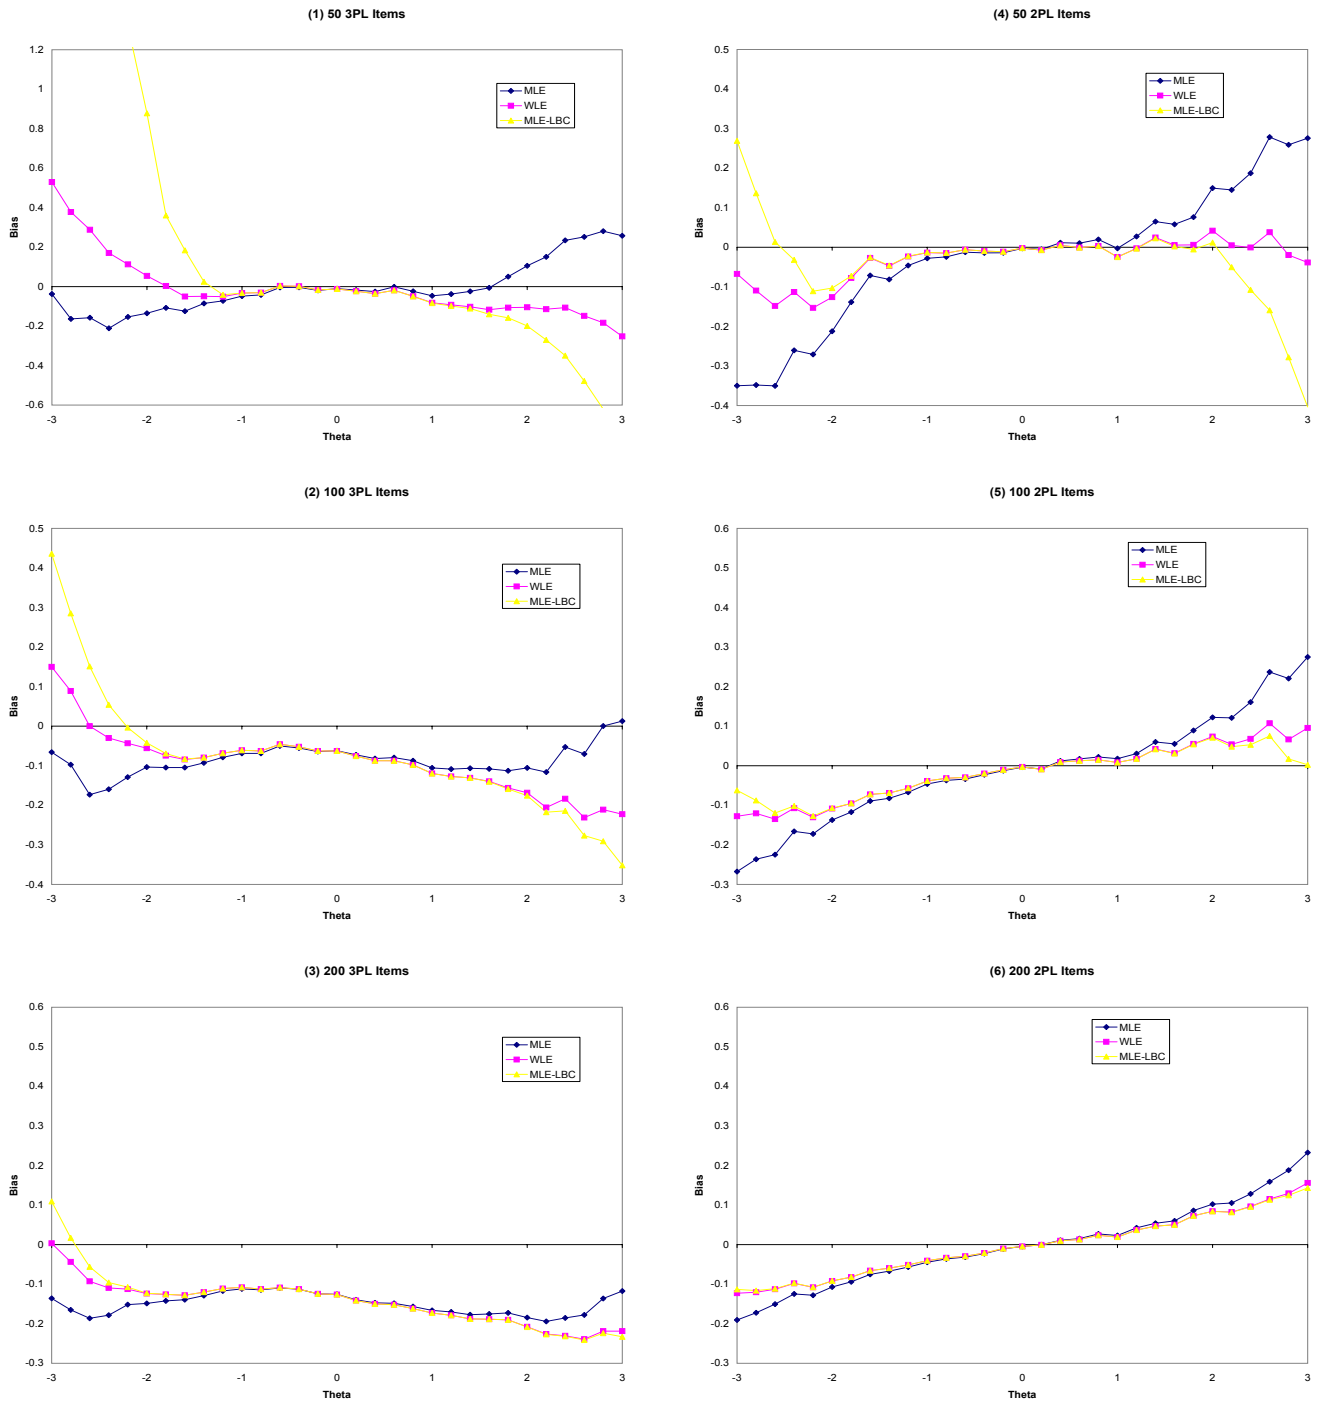 (1) 50 3PL Items
1.2
1
0.8
0.6
0.4
0.2
0
-0.2
-0.4
-0.6
Bias
-3 -2 -1 0 1 2 3
Theta
MLE
WLE
MLE-LBC
(4) 50 2PL Items
0.5
0.4
0.3
0.2
0.1
0
-0.1
-0.2
-0.3
-0.4
Bias
-3 -2 -1 0 1 2 3
Theta
MLE
WLE
MLE-LBC
(2) 100 3PL Items
0.5
0.4
0.3
0.2
0.1
0
-0.1
-0.2
-0.3
-0.4
Bias
-3 -2 -1 0 1 2 3
Theta
MLE
WLE
MLE-LBC
(5) 100 2PL Items
0.6
0.5
0.4
0.3
0.2
0.1
0
-0.1
-0.2
-0.3
Bias
-3 -2 -1 0 1 2 3
Theta
MLE
WLE
MLE-LBC
(3) 200 3PL Items
0.6
0.5
0.4
0.3
0.2
0.1
0
-0.1
-0.2
-0.3
Bias
-3 -2 -1 0 1 2 3
Theta
MLE
WLE
MLE-LBC
(6) 200 2PL Items
0.6
0.5
0.4
0.3
0.2
0.1
0
-0.1
-0.2
-0.3
Bias
-3 -2 -1 0 1 2 3
Theta
MLE
WLE
MLE-LBC